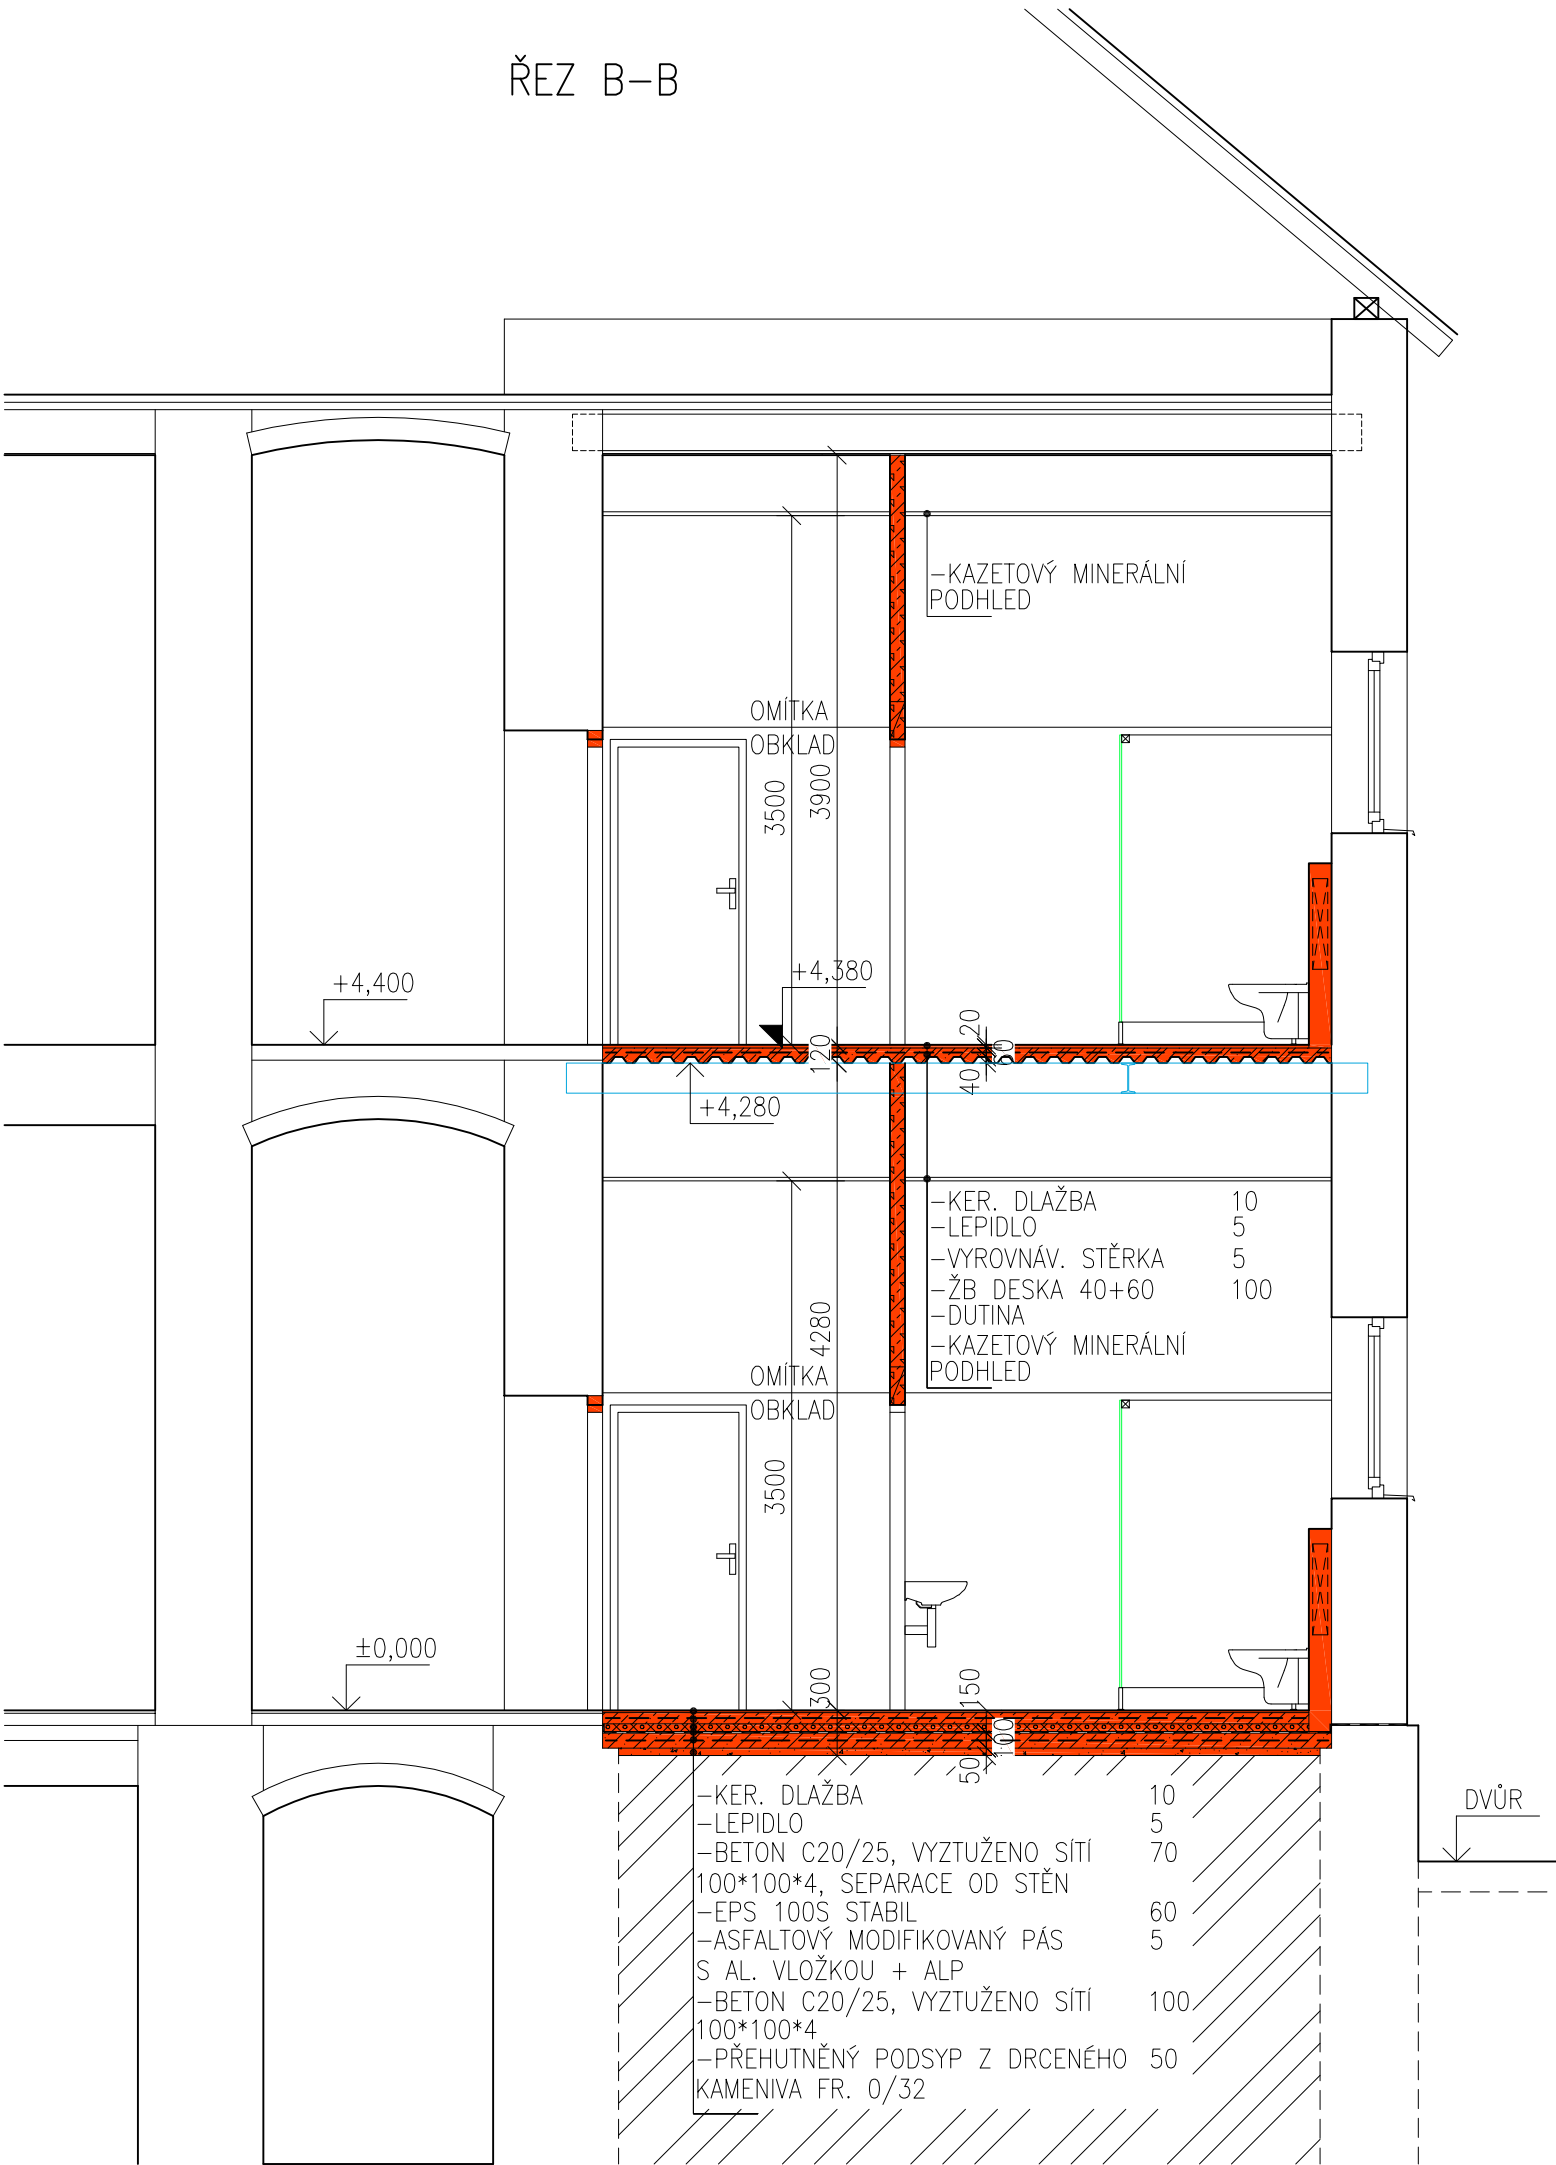 ŘEZ B-B
-KAZETOVÝ MINERÁLNÍ
PODHLED
OMÍTKA
OBKLAD
3500
3900
+4,400
+4,380
120
20
60
40
+4,280
-KER. DLAŽBA 10
-LEPIDLO 5
-VYROVNÁV. STĚRKA 5
-ŽB DESKA 40+60 100
-DUTINA
-KAZETOVÝ MINERÁLNÍ
PODHLED
4280
OMÍTKA
OBKLAD
3500
±0,000
300
150
100
50
-KER. DLAŽBA 10
-LEPIDLO 5
-BETON C20/25, VYZTUŽENO SÍTÍ 70
100*100*4, SEPARACE OD STĚN
-EPS 100S STABIL 60
-ASFALTOVÝ MODIFIKOVANÝ PÁS 5
S AL. VLOŽKOU + ALP
-BETON C20/25, VYZTUŽENO SÍTÍ 100
100*100*4
-PŘEHUTNĚNÝ PODSYP Z DRCENÉHO 50
KAMENIVA FR. 0/32
DVŮR